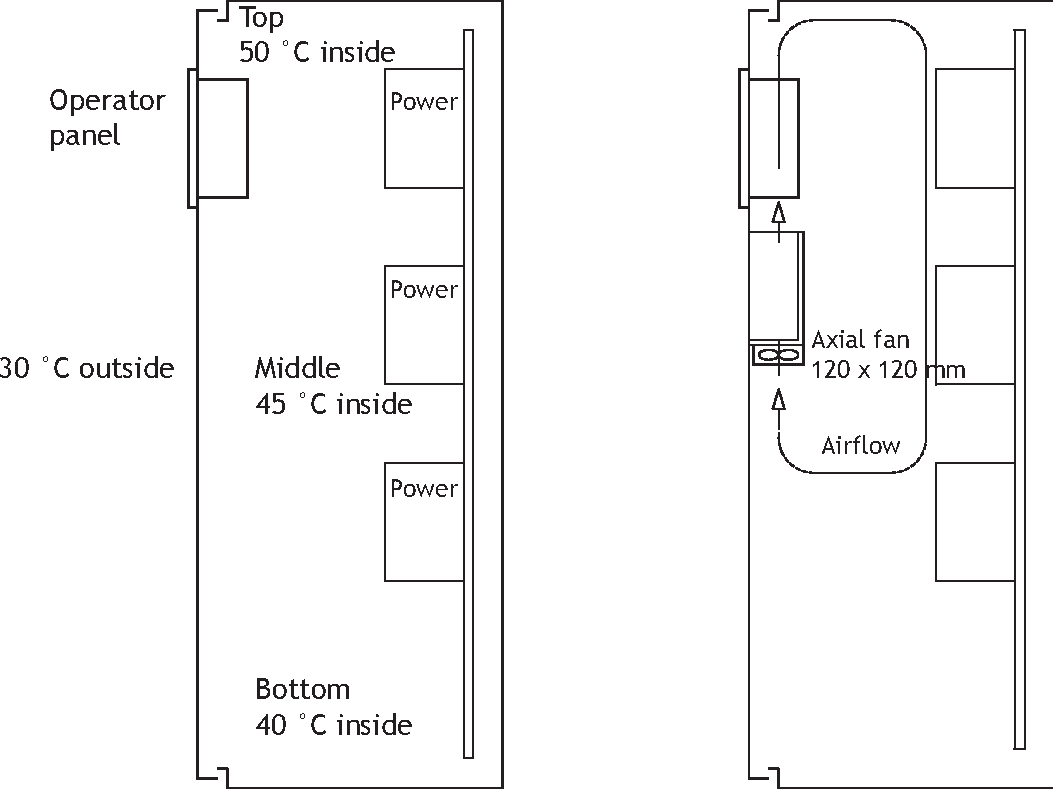 Top
50 °C inside
Operator
panel
Power
Power
30 °C outside
Middle
45 °C inside
Power
Bottom
40 °C inside
Axial fan
120 x 120 mm
Airflow